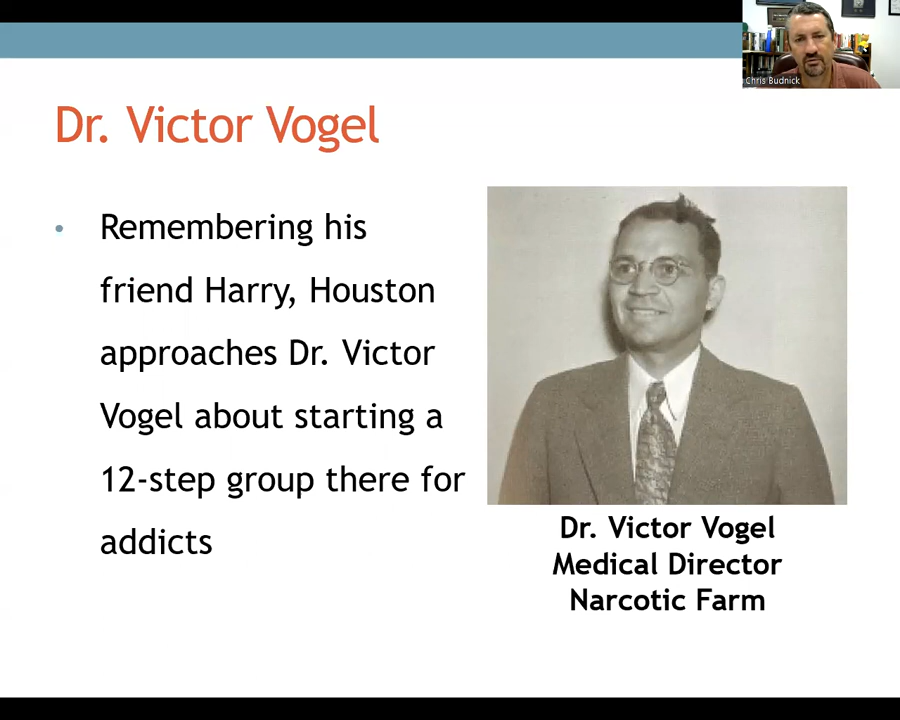 Chris Budnick
Dr. Victor Vogel
• Remembering his
friend Harry, Houston
approaches Dr. Victor
Vogel about starting a
12-step group there for
addicts
Dr. Victor Vogel
Medical Director
Narcotic Farm